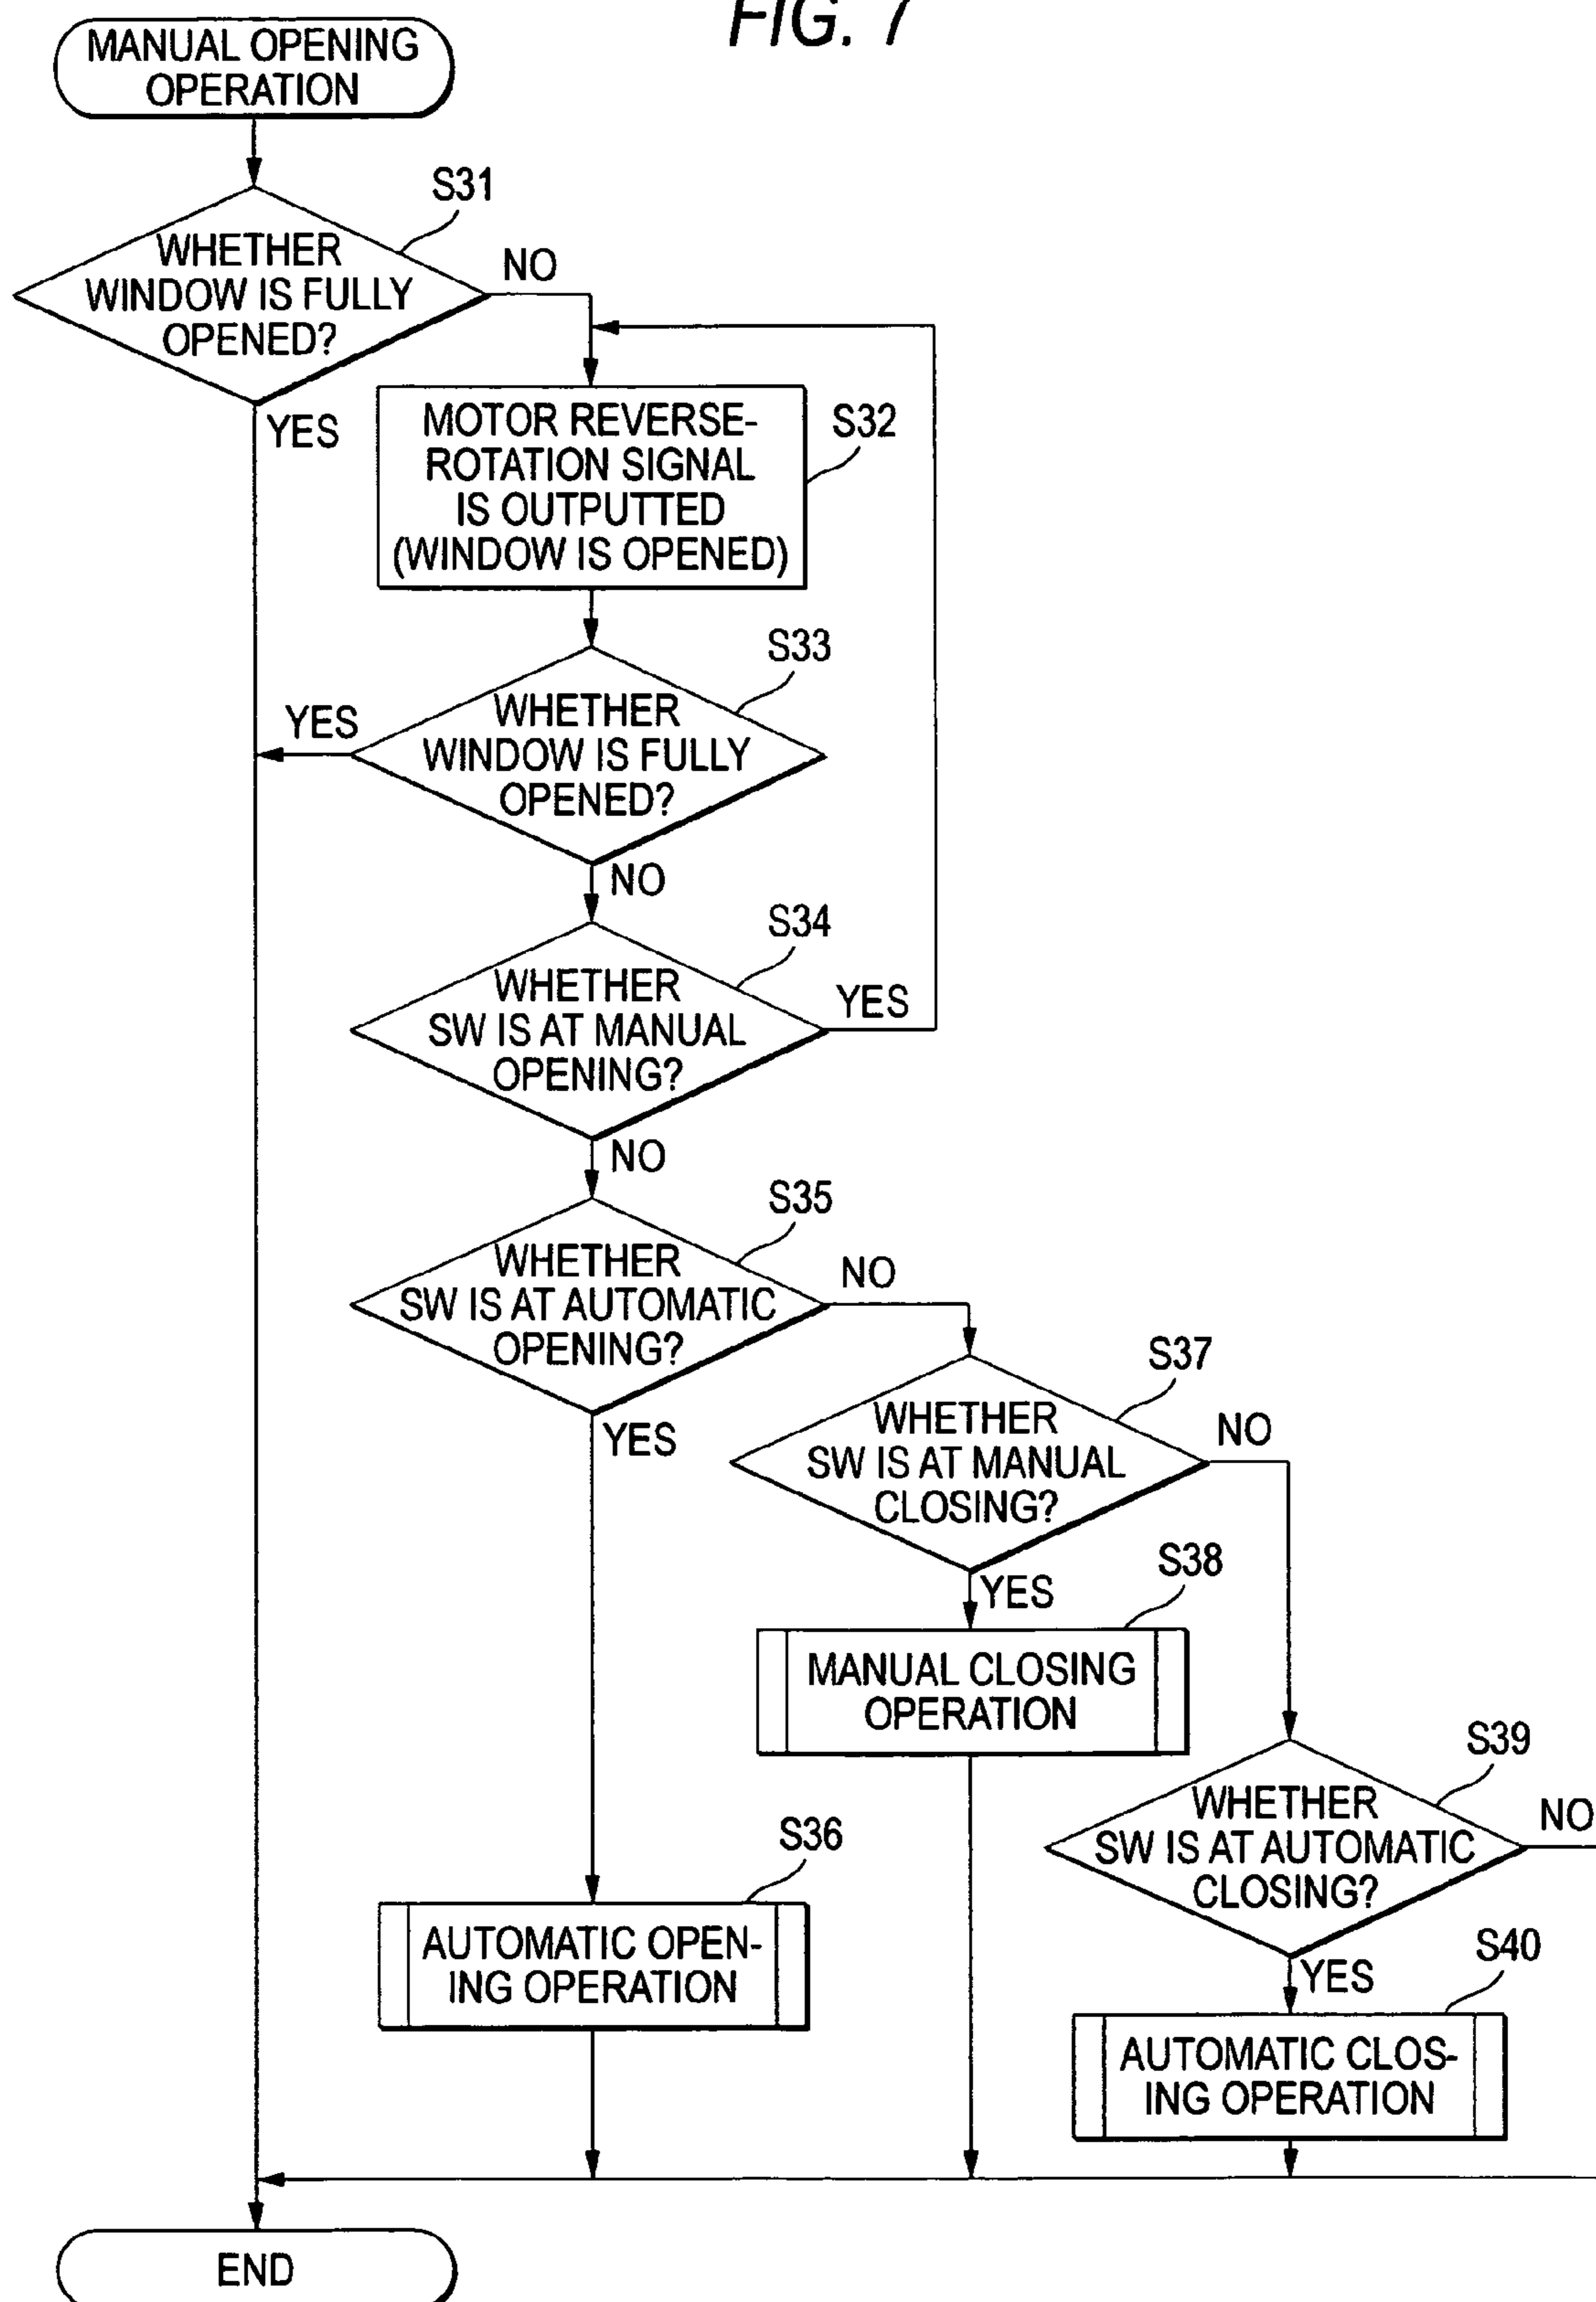 FIG. 7
MANUAL OPENING
OPERATION
S31
WHETHER
WINDOW IS FULLY
OPENED?
NO
YES
MOTOR REVERSE-
ROTATION SIGNAL
IS OUTPUTTED
(WINDOW IS OPENED)
S32
S33
WHETHER
WINDOW IS FULLY
OPENED?
YES
NO
S34
WHETHER
SW IS AT MANUAL
OPENING?
YES
NO
S35
WHETHER
SW IS AT AUTOMATIC
OPENING?
NO
YES
S37
WHETHER
SW IS AT MANUAL
CLOSING?
NO
YES
S38
MANUAL CLOSING
OPERATION
S39
WHETHER
SW IS AT AUTOMATIC
CLOSING?
NO
YES
S36
AUTOMATIC OPEN-
ING OPERATION
S40
AUTOMATIC CLOS-
ING OPERATION
END